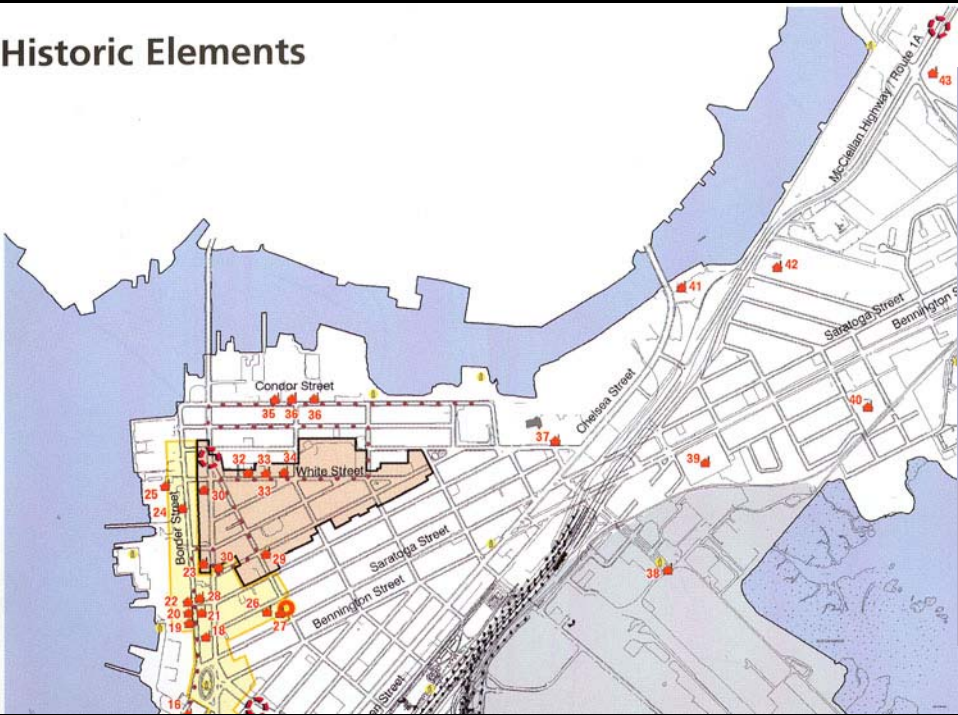 Historic Elements
McClellan Highway / Route 1A
43
42
41
Saratoga Street
Bennington S
Condor Street
35
36
36
Chelsea Street
40
37
39
32
33
34
White Street
33
25
30
24
Border Street
30
29
Saratoga Street
23
38
28
26
Bennington Street
22
20
21
27
19
18
16
Street